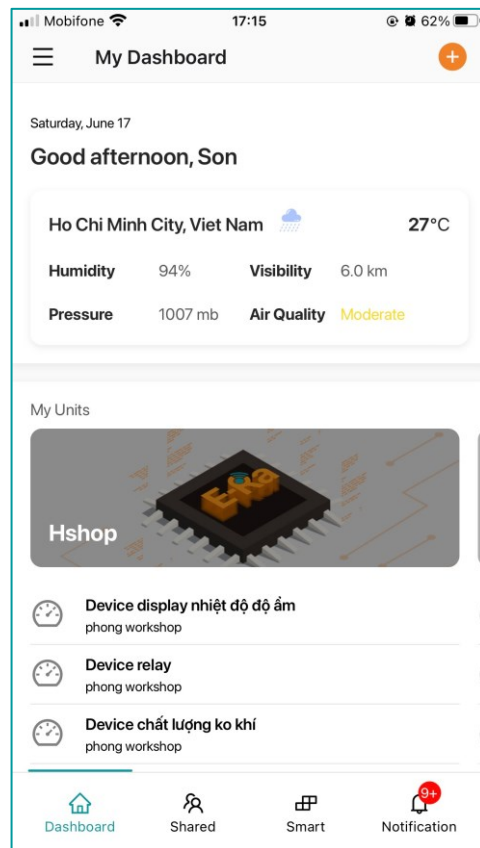 Mobifone 17:15 62%
My Dashboard
Saturday, June 17
Good afternoon, Son
Ho Chi Minh City, Viet Nam 27°C
Humidity 94% Visibility 6.0 km
Pressure 1007 mb Air Quality Moderate
My Units
E-Ra
Hshop
Device display nhiệt độ độ ẩm
phong workshop
Device relay
phong workshop
Device chất lượng ko khí
phong workshop
9+
Dashboard Shared Smart Notification